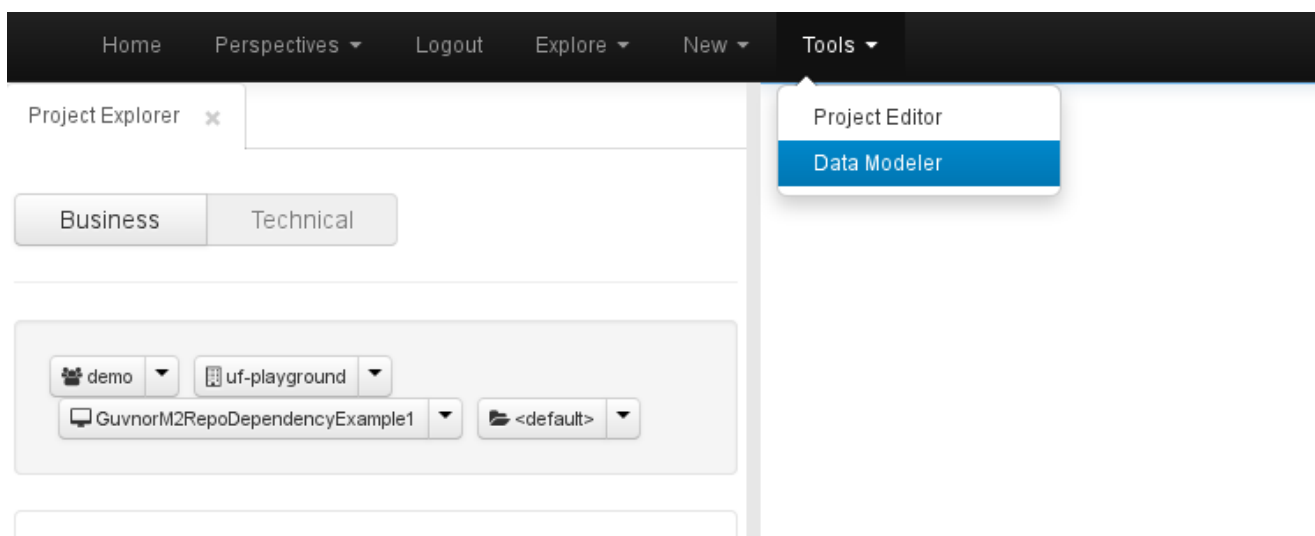 Home Perspectives Logout Explore New Tools
Project Explorer
Project Editor
Data Modeler
Business Technical
demo uf-playground
GuvnorM2RepoDependencyExample1 <default>